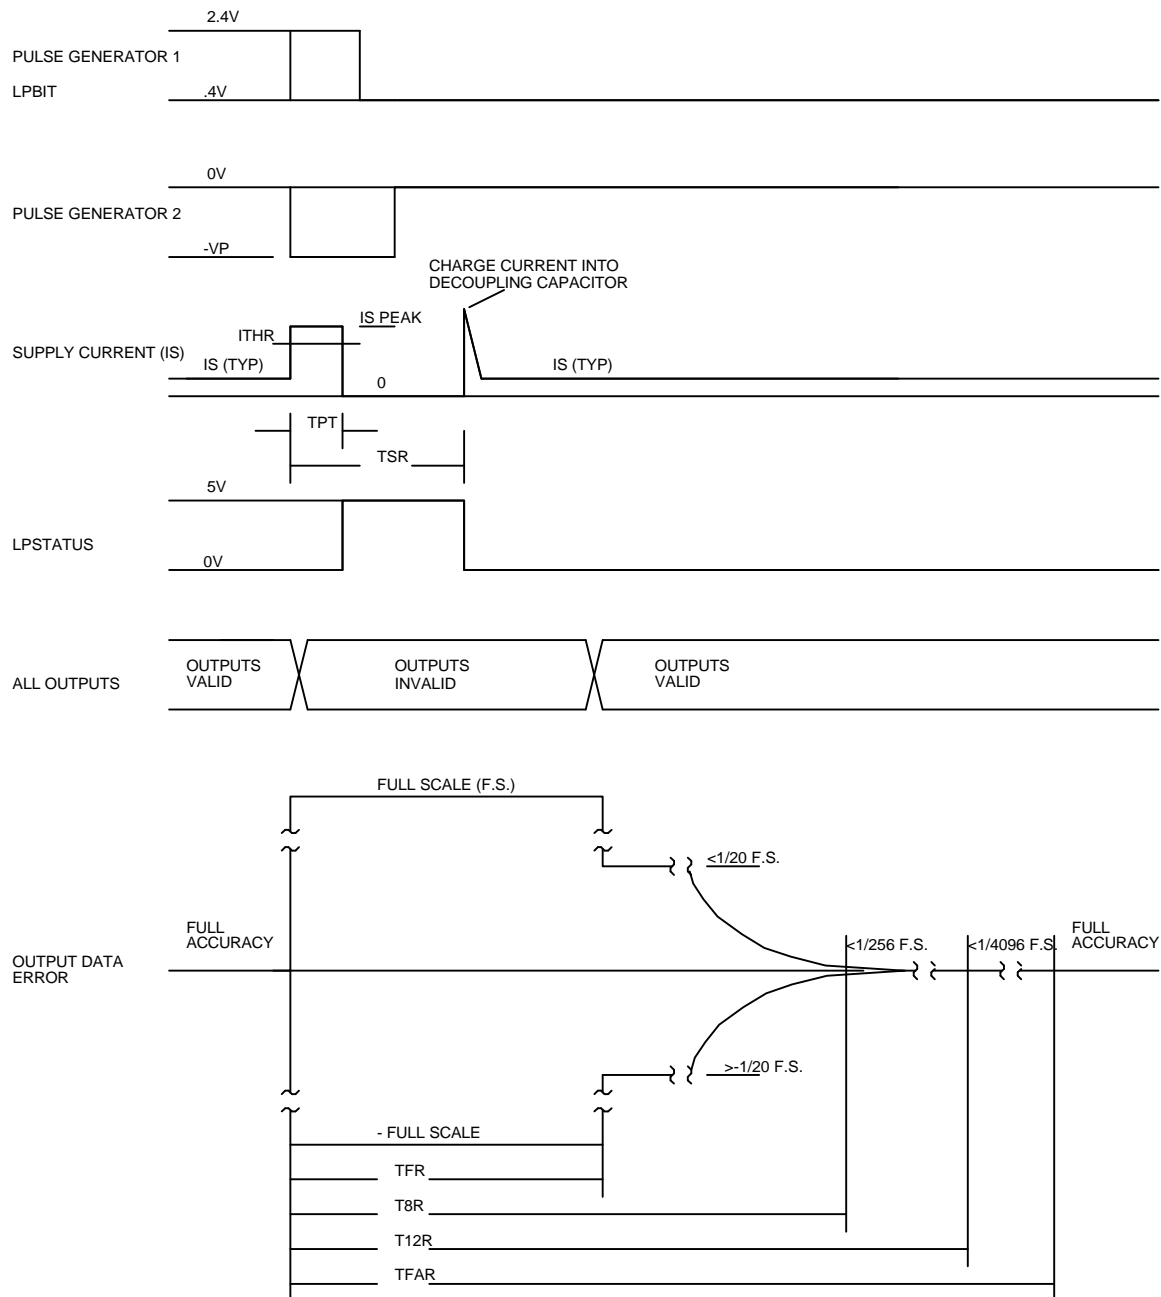 2.4V
PULSE GENERATOR 1
LPBIT
.4V
0V
PULSE GENERATOR 2
-VP
CHARGE CURRENT INTO
DECOUPLING CAPACITOR
IS PEAK
ITHR
SUPPLY CURRENT (IS)
IS (TYP)
IS (TYP)
0
TPT
TSR
5V
LPSTATUS
0V
ALL OUTPUTS
OUTPUTS
VALID
OUTPUTS
INVALID
OUTPUTS
VALID
FULL SCALE (F.S.)
<1/20 F.S.
FULL
ACCURACY
<1/256 F.S.
<1/4096 F.S.
FULL
ACCURACY
OUTPUT DATA
ERROR
>-1/20 F.S.
- FULL SCALE
TFR
T8R
T12R
TFAR